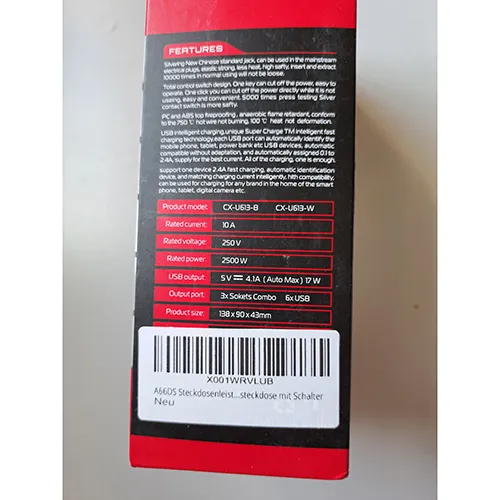 FEATURES
Silvering New Chinese standard jack, can be used in the mainstream
electrical plugs, elastic strong, less heat, high safty, Insert and extract
10000 times in normal using will not be loose.
Total control switch design. One key can cut off the power, easy to
operate. One click you can cut off the power directly while it is not
useing, easy and convenient. 5000 times press testing Silver
contact switch is more safty.
PC and ABS top fireproofing , anaerobic flame retardant, conform
to the 750 ℃ hot wire not burning, 100 ℃ heat not deformation.
USB intelligent charging,unique Super Charge TM intelligent fast
charging technology,each USB port can automatically identify the
mobile phone, tablet, power bank etc USB devices, automatic
compatible without adaptation, and automatically assigned 0.1 to
2.4A, supply for the best current. All of the charging, one is enough.
support one device 2.4A fast charging, automatic identification
device, and matching charging current intelligently, hith compatibility,
can be used for charging for any brand in the home of the smart
phone, tablet, digital camera etc.
Product model: CX-U613-B CX-U613-W
Rated current: 10 A
Rated voltage: 250 V
Rated power: 2500 W
USB output: 5 V ⎓ 4.1A ( Auto Max ) 17 W
Output port: 3x Sokets Combo 6x USB
Product size: 138 x 90 x 43mm
X001WRVLUB
A66DS Steckdosenleist...steckdose mit Schalter
Neu